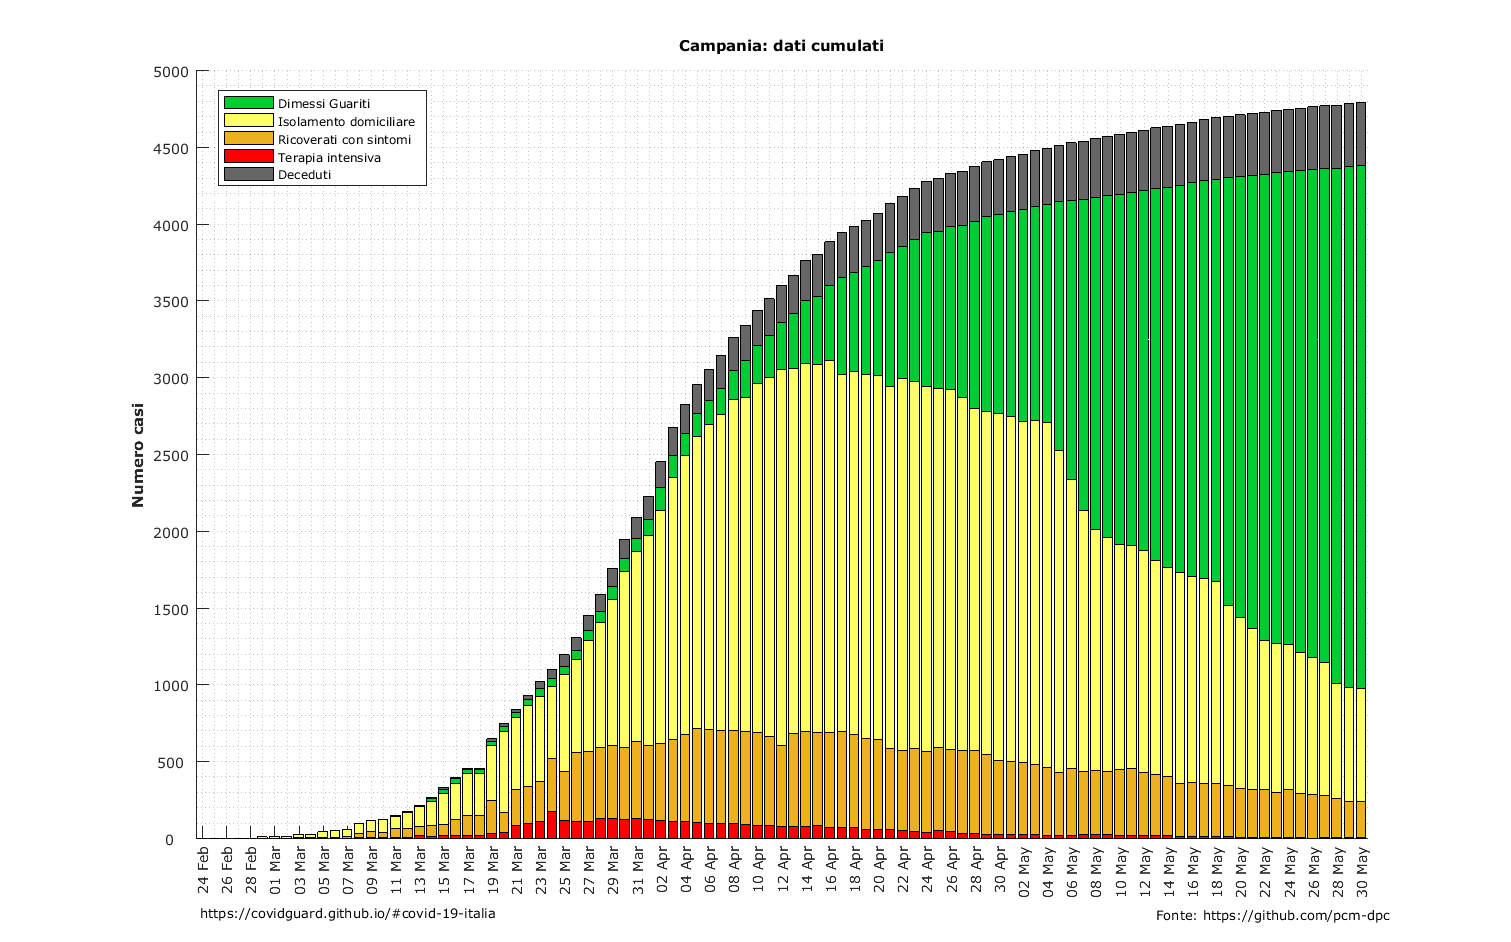 Campania: dati cumulati
5000
4500
4000
3500
3000
2500
2000
1500
1000
500
0
Numero casi
Dimessi Guariti
Isolamento domiciliare
Ricoverati con sintomi
Terapia intensiva
Deceduti
24 Feb
26 Feb
28 Feb
01 Mar
03 Mar
05 Mar
07 Mar
09 Mar
11 Mar
13 Mar
15 Mar
17 Mar
19 Mar
21 Mar
23 Mar
25 Mar
27 Mar
29 Mar
31 Mar
02 Apr
04 Apr
06 Apr
08 Apr
10 Apr
12 Apr
14 Apr
16 Apr
18 Apr
20 Apr
22 Apr
24 Apr
26 Apr
28 Apr
30 Apr
02 May
04 May
06 May
08 May
10 May
12 May
14 May
16 May
18 May
20 May
22 May
24 May
26 May
28 May
30 May
https://covidguard.github.io/#covid-19-italia
Fonte: https://github.com/pcm-dpc